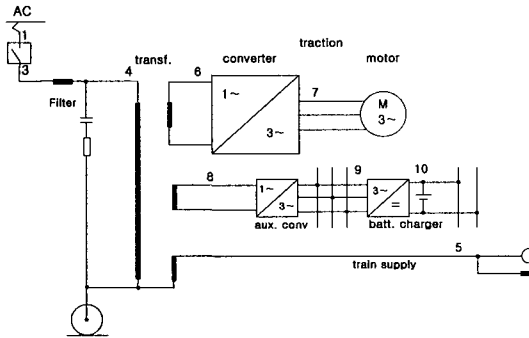 AC
1
3
Filter
4
transf.
6
converter
traction
motor
1~
3~
7
M
3~
8
1~
3~
aux. conv
9
3~
=
batt. charger
10
5
train supply